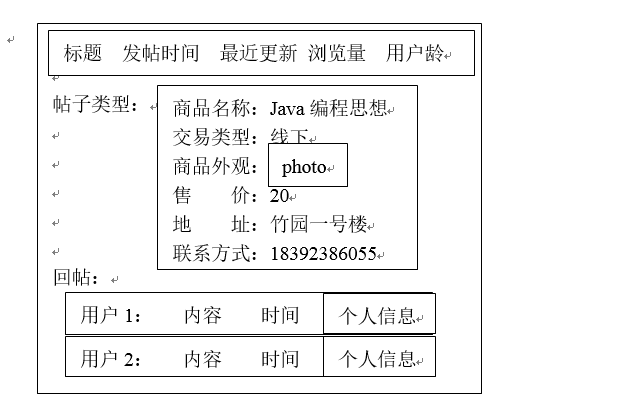 标题 发帖时间 最近更新 浏览量 用户龄
帖子类型：
商品名称：Java 编程思想
交易类型：线下
商品外观：photo
售 价：20
地 址：竹园一号楼
联系方式：18392386055
回帖：
用户 1： 内容 时间 个人信息
用户 2： 内容 时间 个人信息